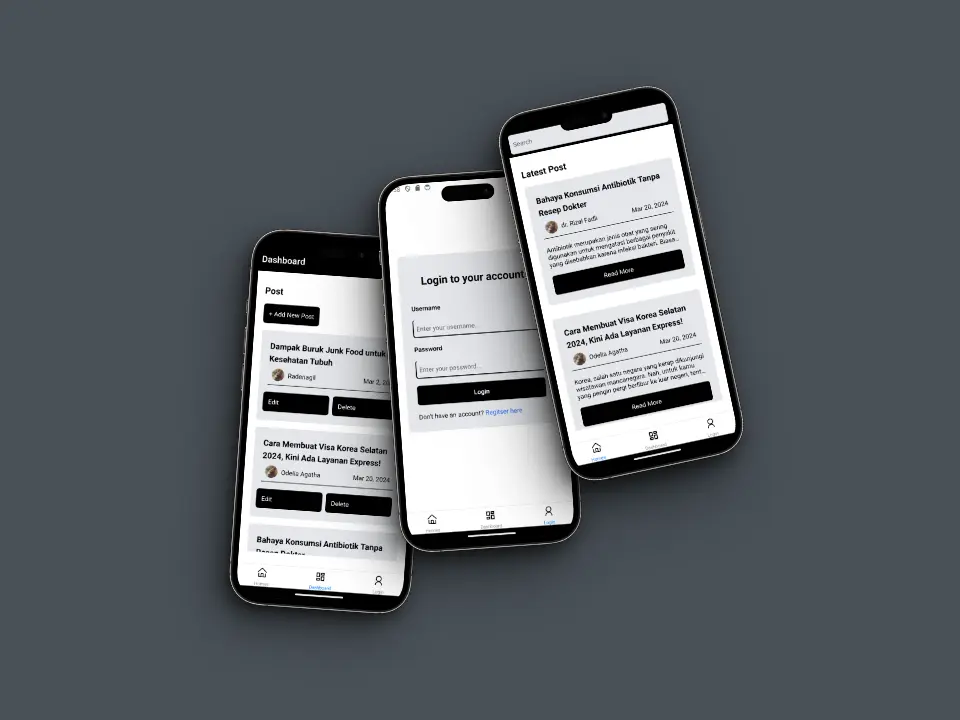 Dashboard
Post
+ Add New Post
Dampak Buruk Junk Food untuk
Kesehatan Tubuh
Radenagil
Mar 2, 20
Edit
Delete
Cara Membuat Visa Korea Selatan
2024, Kini Ada Layanan Express!
Odelia Agatha
Mar 20, 2024
Edit
Delete
Bahaya Konsumsi Antibiotik Tanpa
Resep Dokter
Home
Dashboard
Login
Login to your account
Username
Enter your username...
Password
Enter your password...
Login
Don't have an account? Regitser here
Home
Dashboard
Login
Search
Latest Post
Bahaya Konsumsi Antibiotik Tanpa
Resep Dokter
dr. Rizal Fadli
Mar 20, 2024
Antibiotik merupakan jenis obat yang sering
digunakan untuk mengatasi berbagai penyakit
yang disebabkan karena infeksi bakteri. Biasa...
Read More
Cara Membuat Visa Korea Selatan
2024, Kini Ada Layanan Express!
Odelia Agatha
Mar 20, 2024
Korea, salah satu negara yang kerap dikunjungi
wisatawan mancanegara. Nah, untuk kamu
yang pengin pergi berlibur ke luar negeri, tent...
Read More
Home
Dashboard
Login